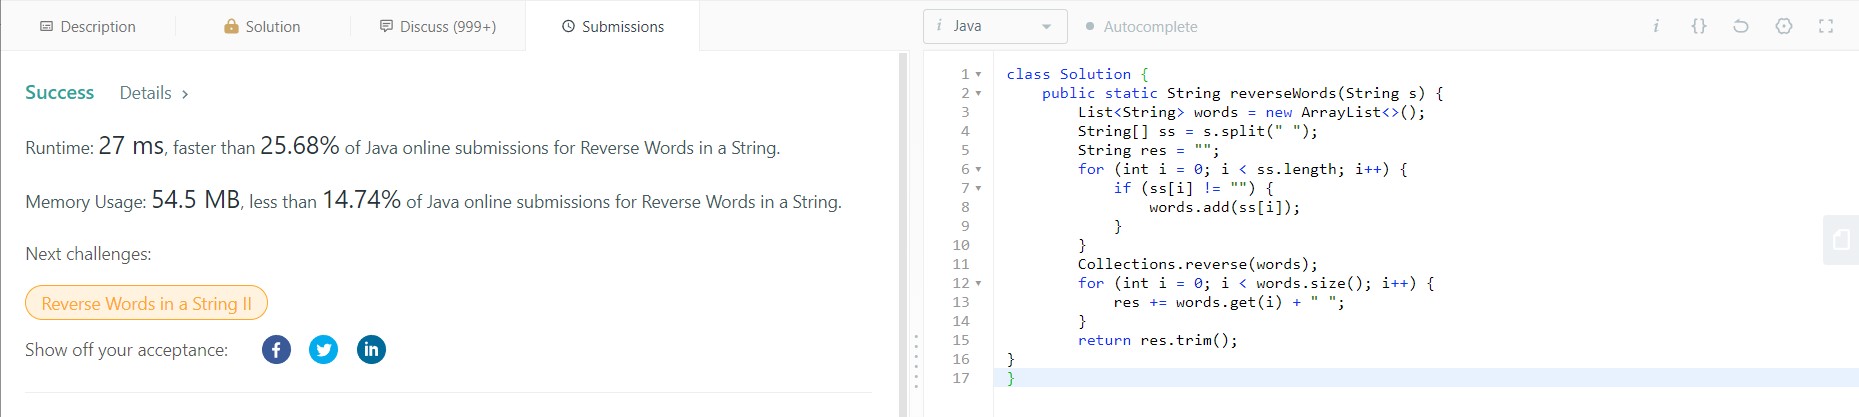 Description
Solution
Discuss (999+)
Submissions
Success
Details >
Runtime: 27 ms, faster than 25.68% of Java online submissions for Reverse Words in a String.
Memory Usage: 54.5 MB, less than 14.74% of Java online submissions for Reverse Words in a String.
Next challenges:
Reverse Words in a String II
Show off your acceptance:
f
in
i Java
Autocomplete
i {}
1 class Solution {
2     public static String reverseWords(String s) {
3         List<String> words = new ArrayList<>();
4         String[] ss = s.split(" ");
5         String res = "";
6         for (int i = 0; i < ss.length; i++) {
7             if (ss[i] != "") {
8                 words.add(ss[i]);
9             }
10         }
11         Collections.reverse(words);
12         for (int i = 0; i < words.size(); i++) {
13             res += words.get(i) + " ";
14         }
15         return res.trim();
16 }
17 }